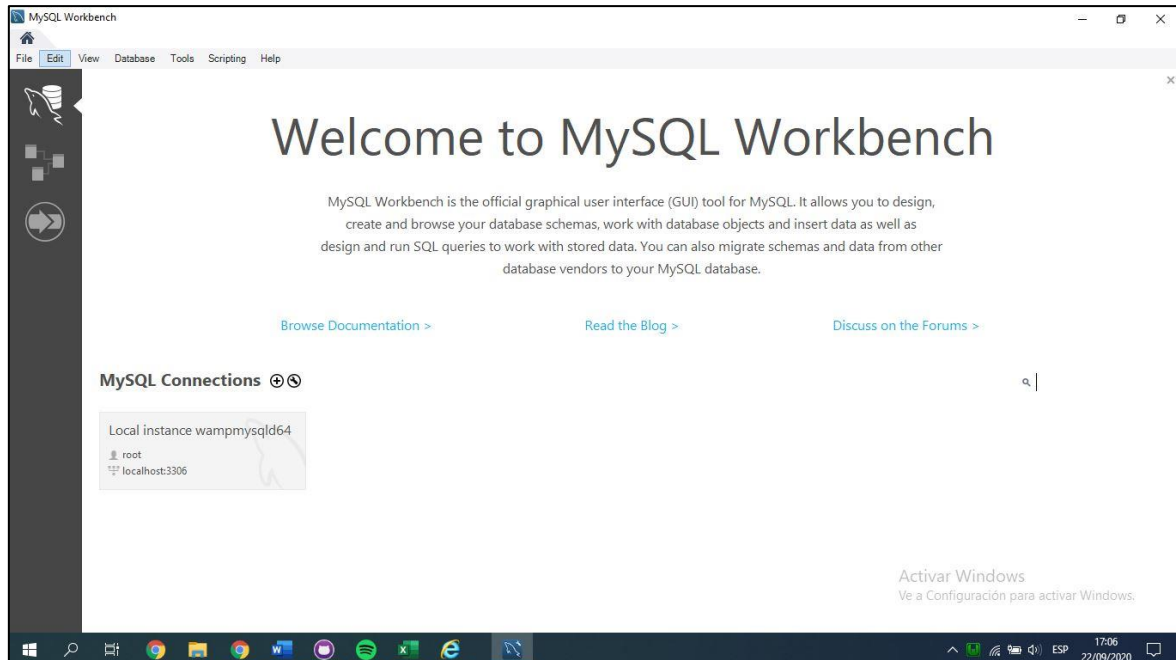 MySQL Workbench
File Edit View Database Tools Scripting Help
Welcome to MySQL Workbench
MySQL Workbench is the official graphical user interface (GUI) tool for MySQL. It allows you to design,
create and browse your database schemas, work with database objects and insert data as well as
design and run SQL queries to work with stored data. You can also migrate schemas and data from other
database vendors to your MySQL database.
Browse Documentation > Read the Blog > Discuss on the Forums >
MySQL Connections
Local instance wampmysqld64
root
localhost:3306
Activar Windows
Ve a Configuración para activar Windows.
ESP
17:06
22/09/2020